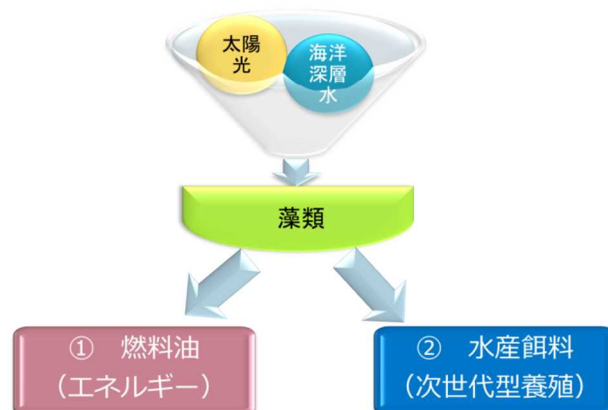 太陽
光
海洋
深層
水
藻類
① 燃料油
（エネルギー）
② 水産餌料
（次世代型養殖）